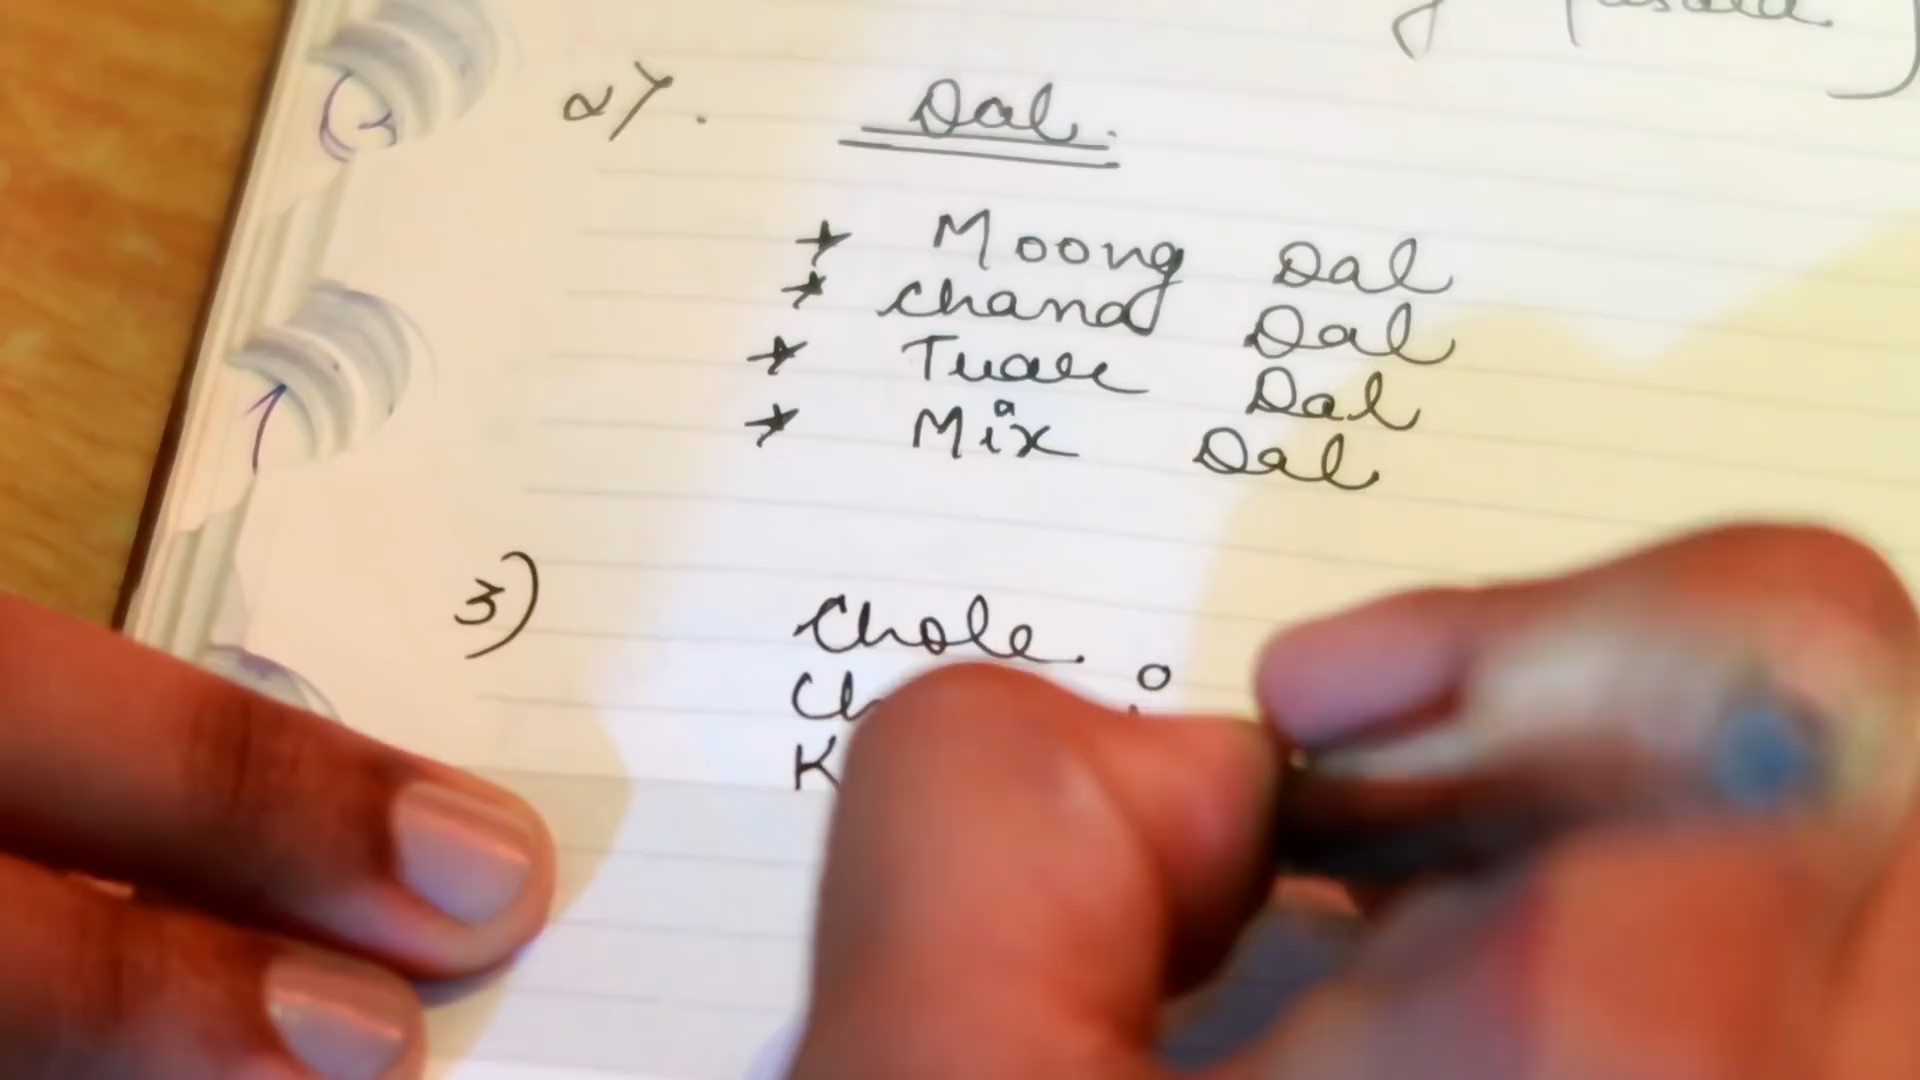 2). Dal.
* Moong Dal
* Chana Dal
* Tuar Dal
* Mix Dal
3) Chole.